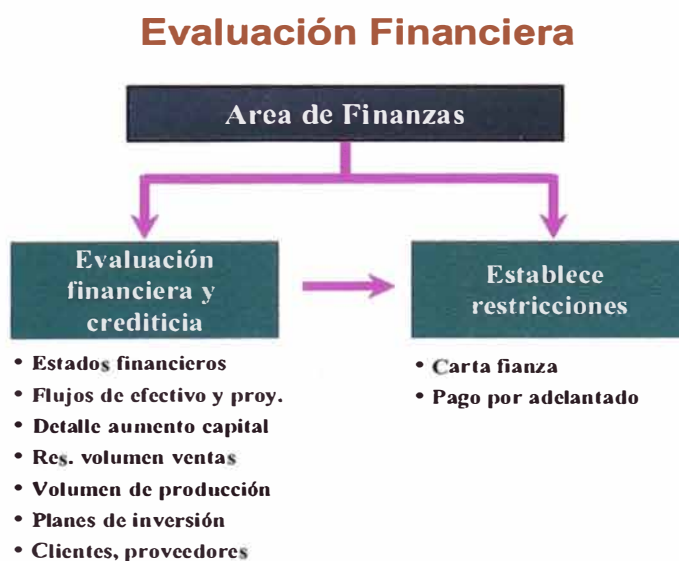 Evaluación Financiera
Area de Finanzas
Evaluación
financiera y
crediticia
Establece
restricciones
• Estados financieros
• Flujos de efectivo y proy.
• Detalle aumento capital
• Res. volumen ventas
• Volumen de producción
• Planes de inversión
• Clientes, proveedores
• Carta fianza
• Pago por adelantado